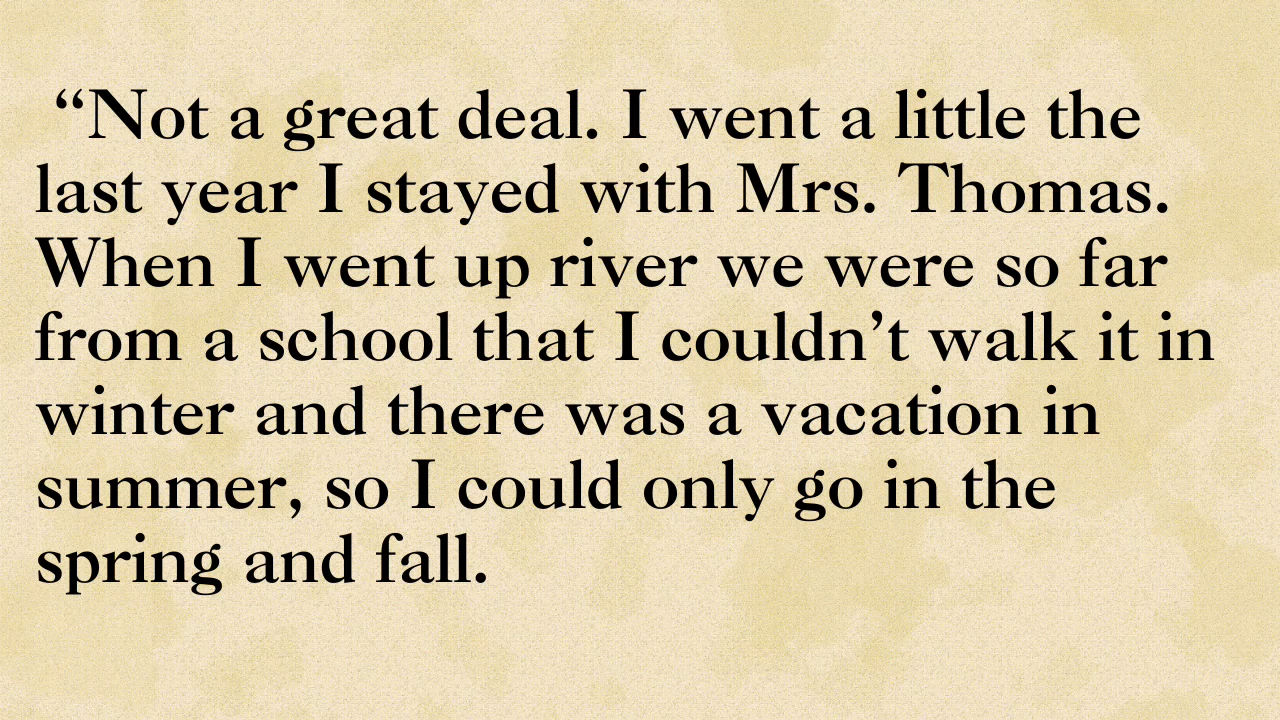 “Not a great deal. I went a little the
last year I stayed with Mrs. Thomas.
When I went up river we were so far
from a school that I couldn’t walk it in
winter and there was a vacation in
summer, so I could only go in the
spring and fall.